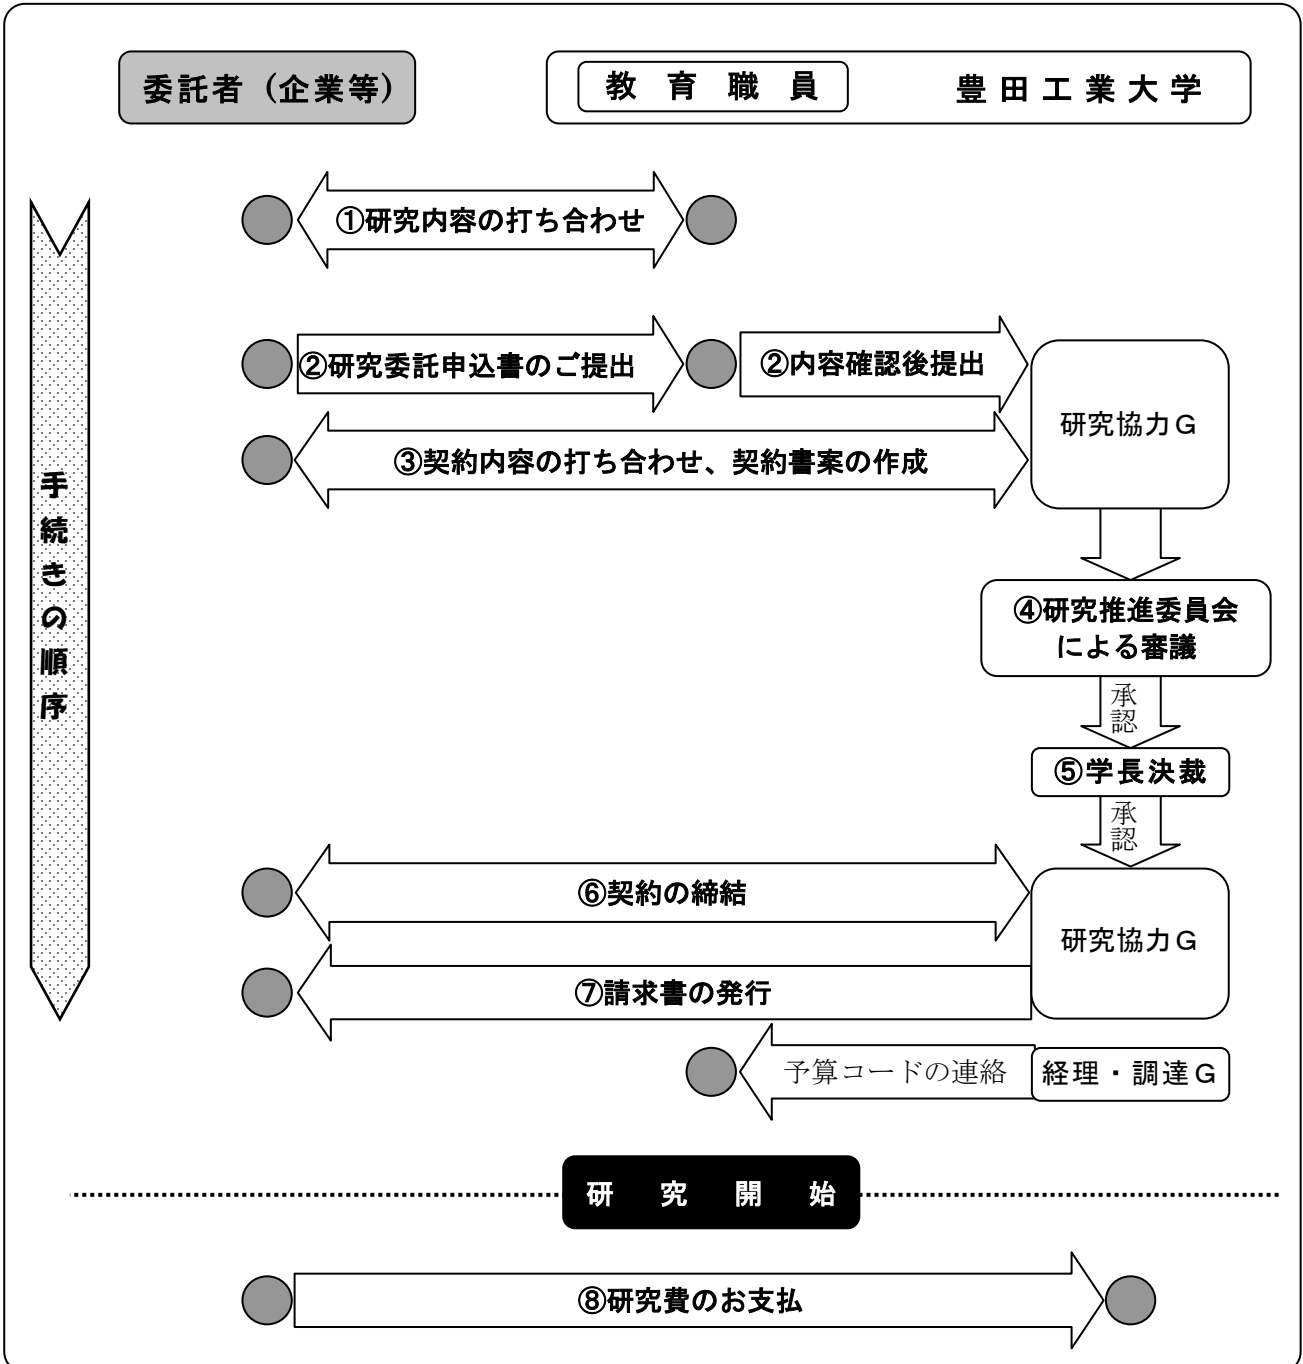 委託者（企業等）
教育職員
豊田工業大学
手続きの順序
①研究内容の打ち合わせ
②研究委託申込書のご提出
②内容確認後提出
研究協力Ｇ
③契約内容の打ち合わせ、契約書案の作成
④研究推進委員会
による審議
承認
⑤学長決裁
承認
⑥契約の締結
研究協力Ｇ
⑦請求書の発行
予算コードの連絡
経理・調達Ｇ
研究開始
⑧研究費のお支払